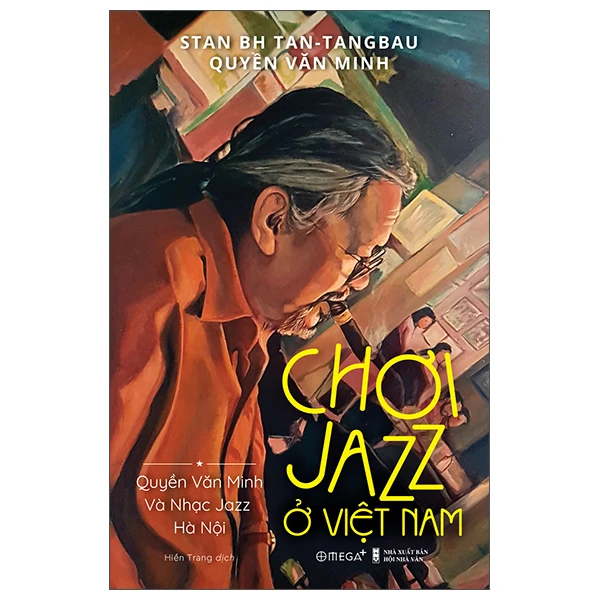 STAN BH TAN-TANGBAU
QUYỀN VĂN MINH
CHƠI
JAZZ
Ở VIỆT NAM
Quyền Văn Minh
Và Nhạc Jazz
Hà Nội
Hiền Trang dịch
OMEGA+
NHÀ XUẤT BẢN
HỘI NHÀ VĂN